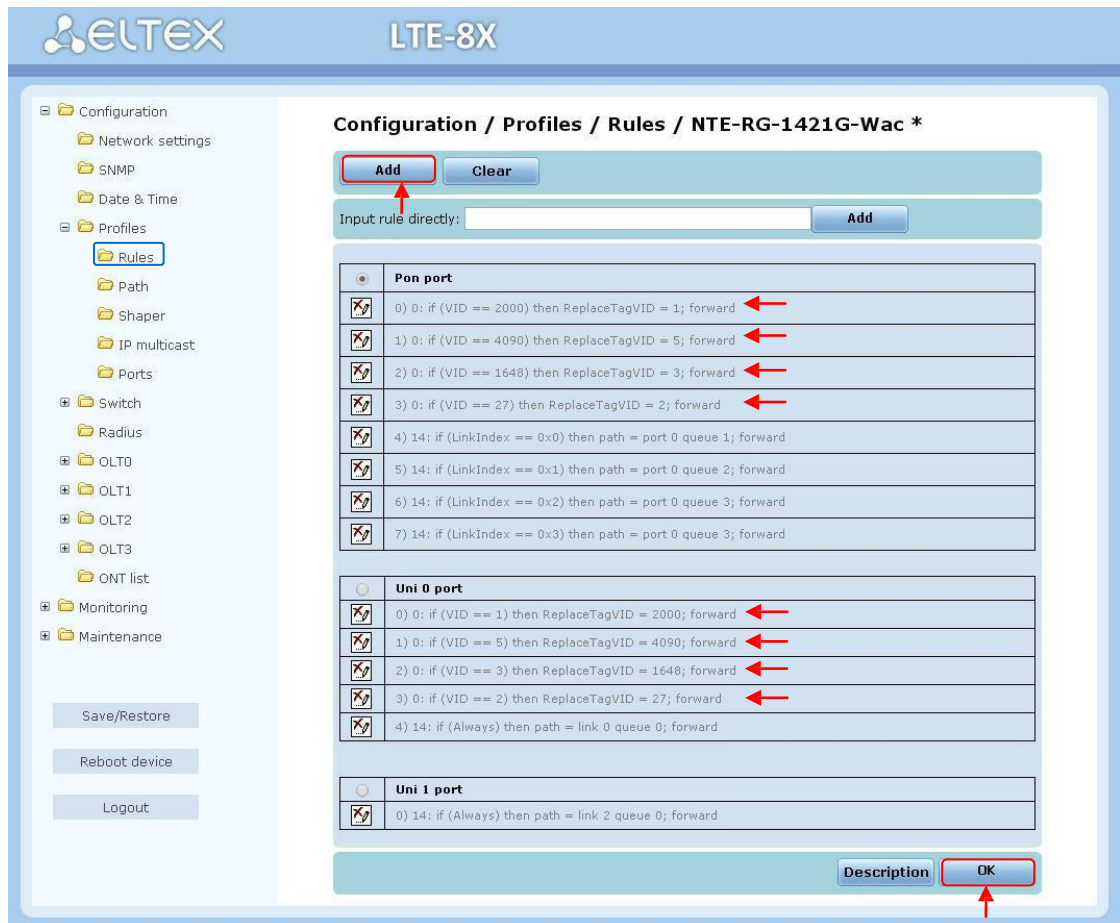 ELTEX
LTE-8X
Configuration
Network settings
SNMP
Date & Time
Profiles
Rules
Path
Shaper
IP multicast
Ports
Switch
Radius
OLT0
OLT1
OLT2
OLT3
ONT list
Monitoring
Maintenance
Save/Restore
Reboot device
Logout
Configuration / Profiles / Rules / NTE-RG-1421G-Wac *
Add Clear
Input rule directly: Add
Pon port
0) 0: if (VID == 2000) then ReplaceTagVID = 1; forward
1) 0: if (VID == 4090) then ReplaceTagVID = 5; forward
2) 0: if (VID == 1648) then ReplaceTagVID = 3; forward
3) 0: if (VID == 27) then ReplaceTagVID = 2; forward
4) 14: if (LinkIndex == 0x0) then path = port 0 queue 1; forward
5) 14: if (LinkIndex == 0x1) then path = port 0 queue 2; forward
6) 14: if (LinkIndex == 0x2) then path = port 0 queue 3; forward
7) 14: if (LinkIndex == 0x3) then path = port 0 queue 3; forward
Uni 0 port
0) 0: if (VID == 1) then ReplaceTagVID = 2000; forward
1) 0: if (VID == 5) then ReplaceTagVID = 4090; forward
2) 0: if (VID == 3) then ReplaceTagVID = 1648; forward
3) 0: if (VID == 2) then ReplaceTagVID = 27; forward
4) 14: if (Always) then path = link 0 queue 0; forward
Uni 1 port
0) 14: if (Always) then path = link 2 queue 0; forward
Description OK